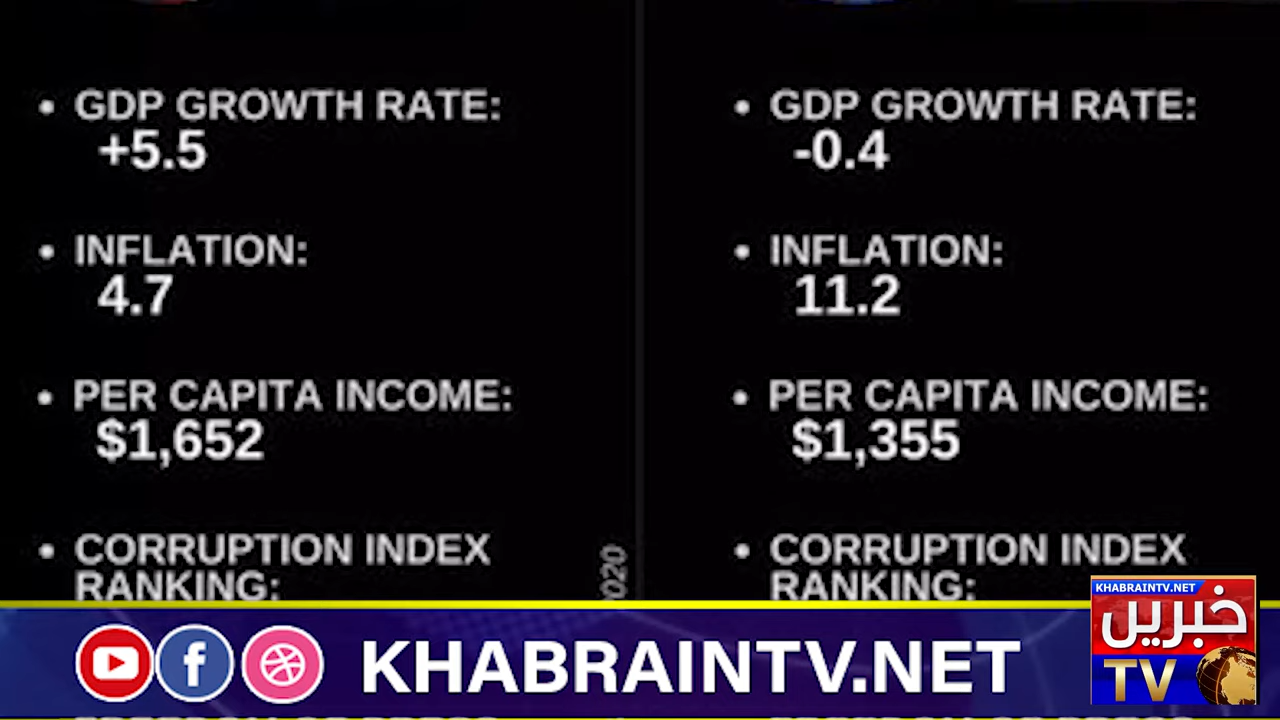 • GDP GROWTH RATE:
+5.5
• INFLATION:
4.7
• PER CAPITA INCOME:
$1,652
• CORRUPTION INDEX
RANKING:
• GDP GROWTH RATE:
-0.4
• INFLATION:
11.2
• PER CAPITA INCOME:
$1,355
• CORRUPTION INDEX
RANKING:
KHABRAINTV.NET
KHABRAINTV.NET
خبریں
TV